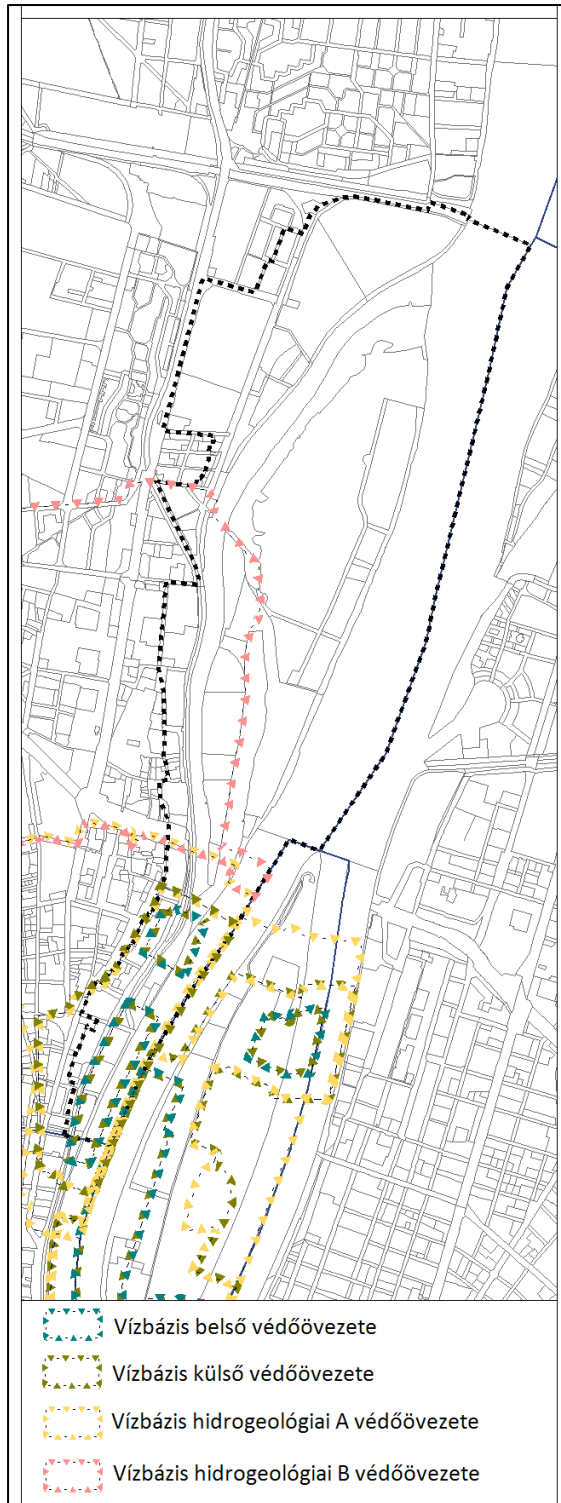 Vízbázis belső védőövezete
Vízbázis külső védőövezete
Vízbázis hidrogeológiai A védőövezete
Vízbázis hidrogeológiai B védőövezete